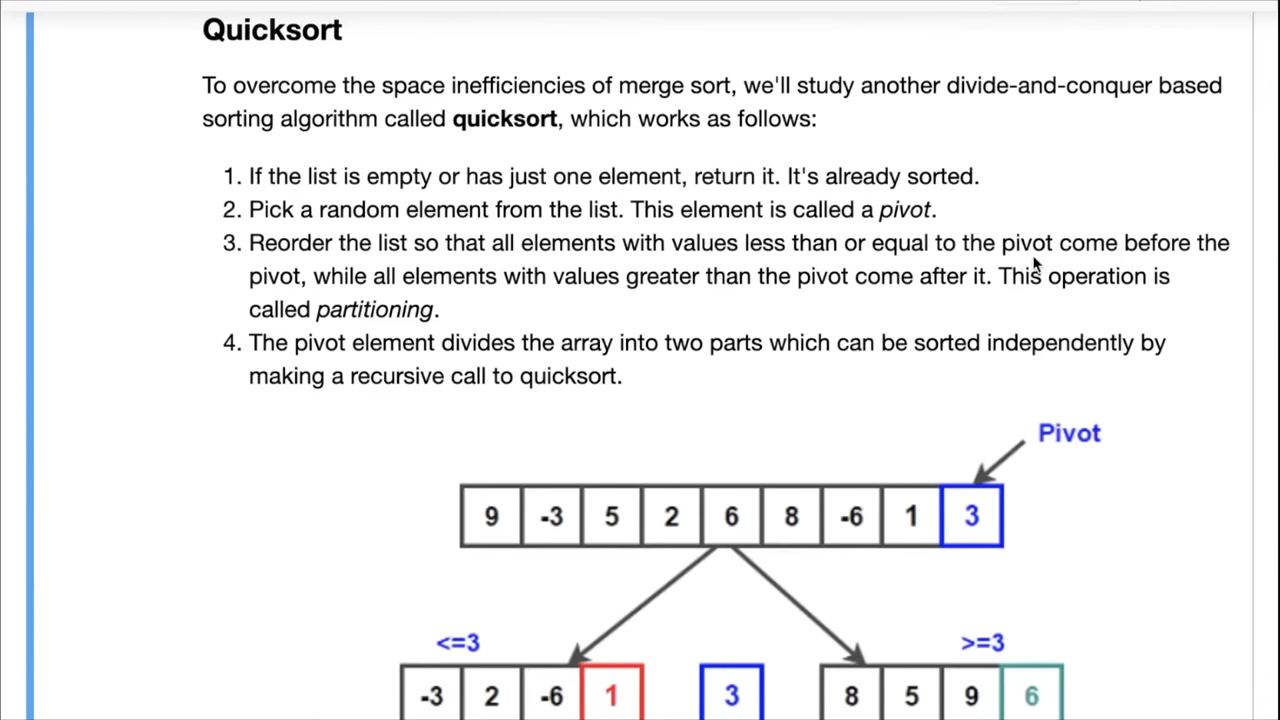 Quicksort
To overcome the space inefficiencies of merge sort, we'll study another divide-and-conquer based
sorting algorithm called quicksort, which works as follows:
1. If the list is empty or has just one element, return it. It's already sorted.
2. Pick a random element from the list. This element is called a pivot.
3. Reorder the list so that all elements with values less than or equal to the pivot come before the
pivot, while all elements with values greater than the pivot come after it. This operation is
called partitioning.
4. The pivot element divides the array into two parts which can be sorted independently by
making a recursive call to quicksort.
Pivot
9 -3 5 2 6 8 -6 1 3
<=3 >=3
-3 2 -6 1 3 8 5 9 6